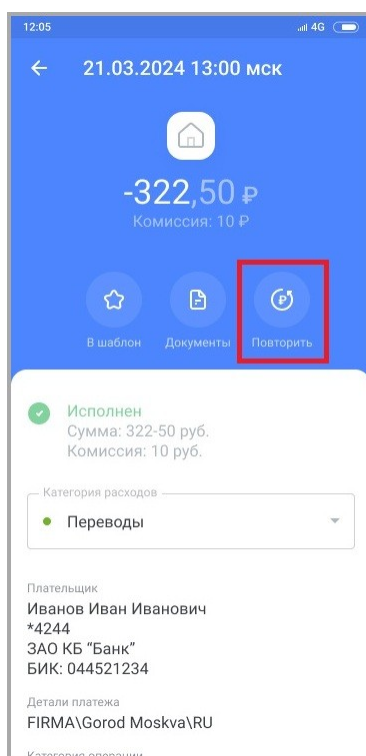 12:05
4G
21.03.2024 13:00 мск
-322,50 ₽
Комиссия: 10 ₽
В шаблон Документы Повторить
Исполнен
Сумма: 322-50 руб.
Комиссия: 10 руб.
Категория расходов
Переводы
Плательщик
Иванов Иван Иванович
*4244
ЗАО КБ “Банк”
БИК: 044521234
Детали платежа
FIRMA\Gorod Moskva\RU
Категория операции